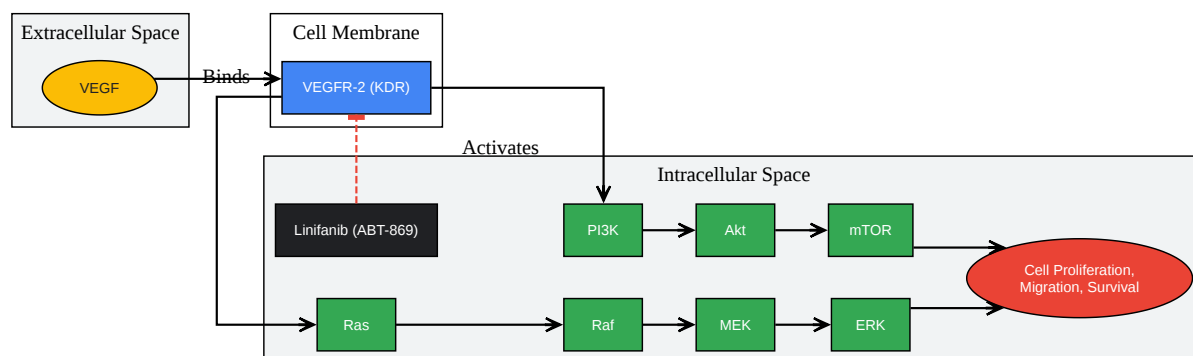 Extracellular Space
Cell Membrane
VEGF
Binds
VEGFR-2 (KDR)
Activates
Intracellular Space
Linifanib (ABT-869)
PI3K
Akt
mTOR
Cell Proliferation,
Migration, Survival
Ras
Raf
MEK
ERK